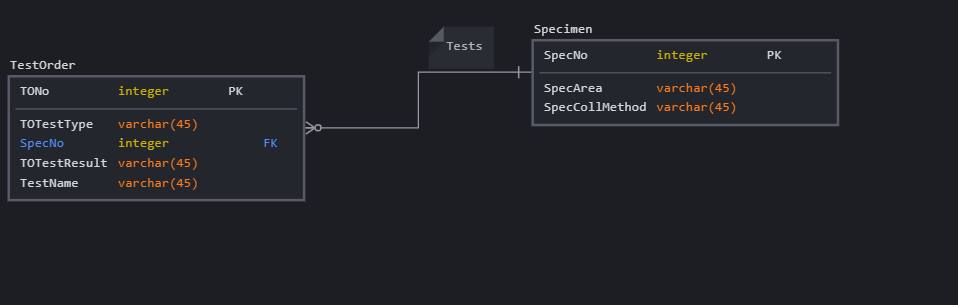 Tests
Specimen
SpecNo integer PK
SpecArea varchar(45)
SpecCollMethod varchar(45)
TestOrder
TONo integer PK
TOTestType varchar(45)
SpecNo integer FK
TOTestResult varchar(45)
TestName varchar(45)